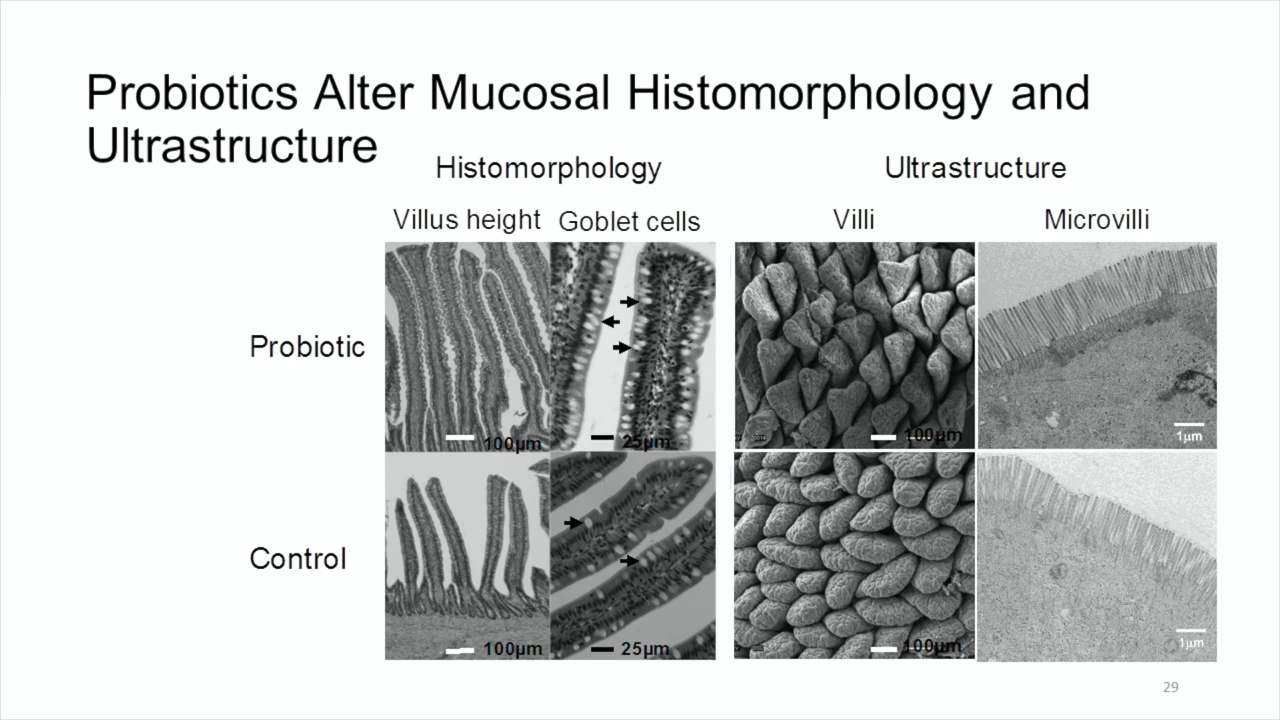 Probiotics Alter Mucosal Histomorphology and
Ultrastructure
Histomorphology
Ultrastructure
Villus height
Goblet cells
Villi
Microvilli
Probiotic
100µm
25µm
100µm
1µm
Control
100µm
25µm
100µm
1µm
29